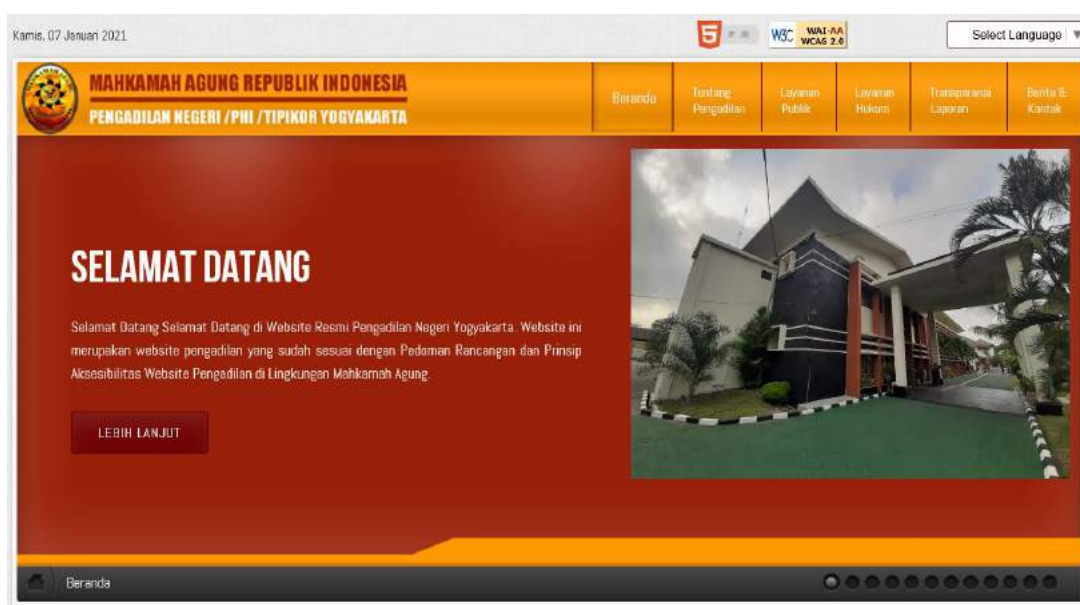 Kamis, 07 Januari 2021
W3C WAI-AA
WCAG 2.0
Select Language
MAHKAMAH AGUNG REPUBLIK INDONESIA
PENGADILAN NEGERI /PHI /TIPIKOR YOGYAKARTA
Beranda
Tentang
Pengadilan
Layanan
Publik
Layanan
Hukum
Transparansi
Laporan
Berita &
Kontak
SELAMAT DATANG
Selamat Datang Selamat Datang di Website Resmi Pengadilan Negeri Yogyakarta. Website ini
merupakan website pengadilan yang sudah sesuai dengan Pedoman Rancangan dan Prinsip
Aksesibilitas Website Pengadilan di Lingkungan Mahkamah Agung.
LEBIH LANJUT
Beranda